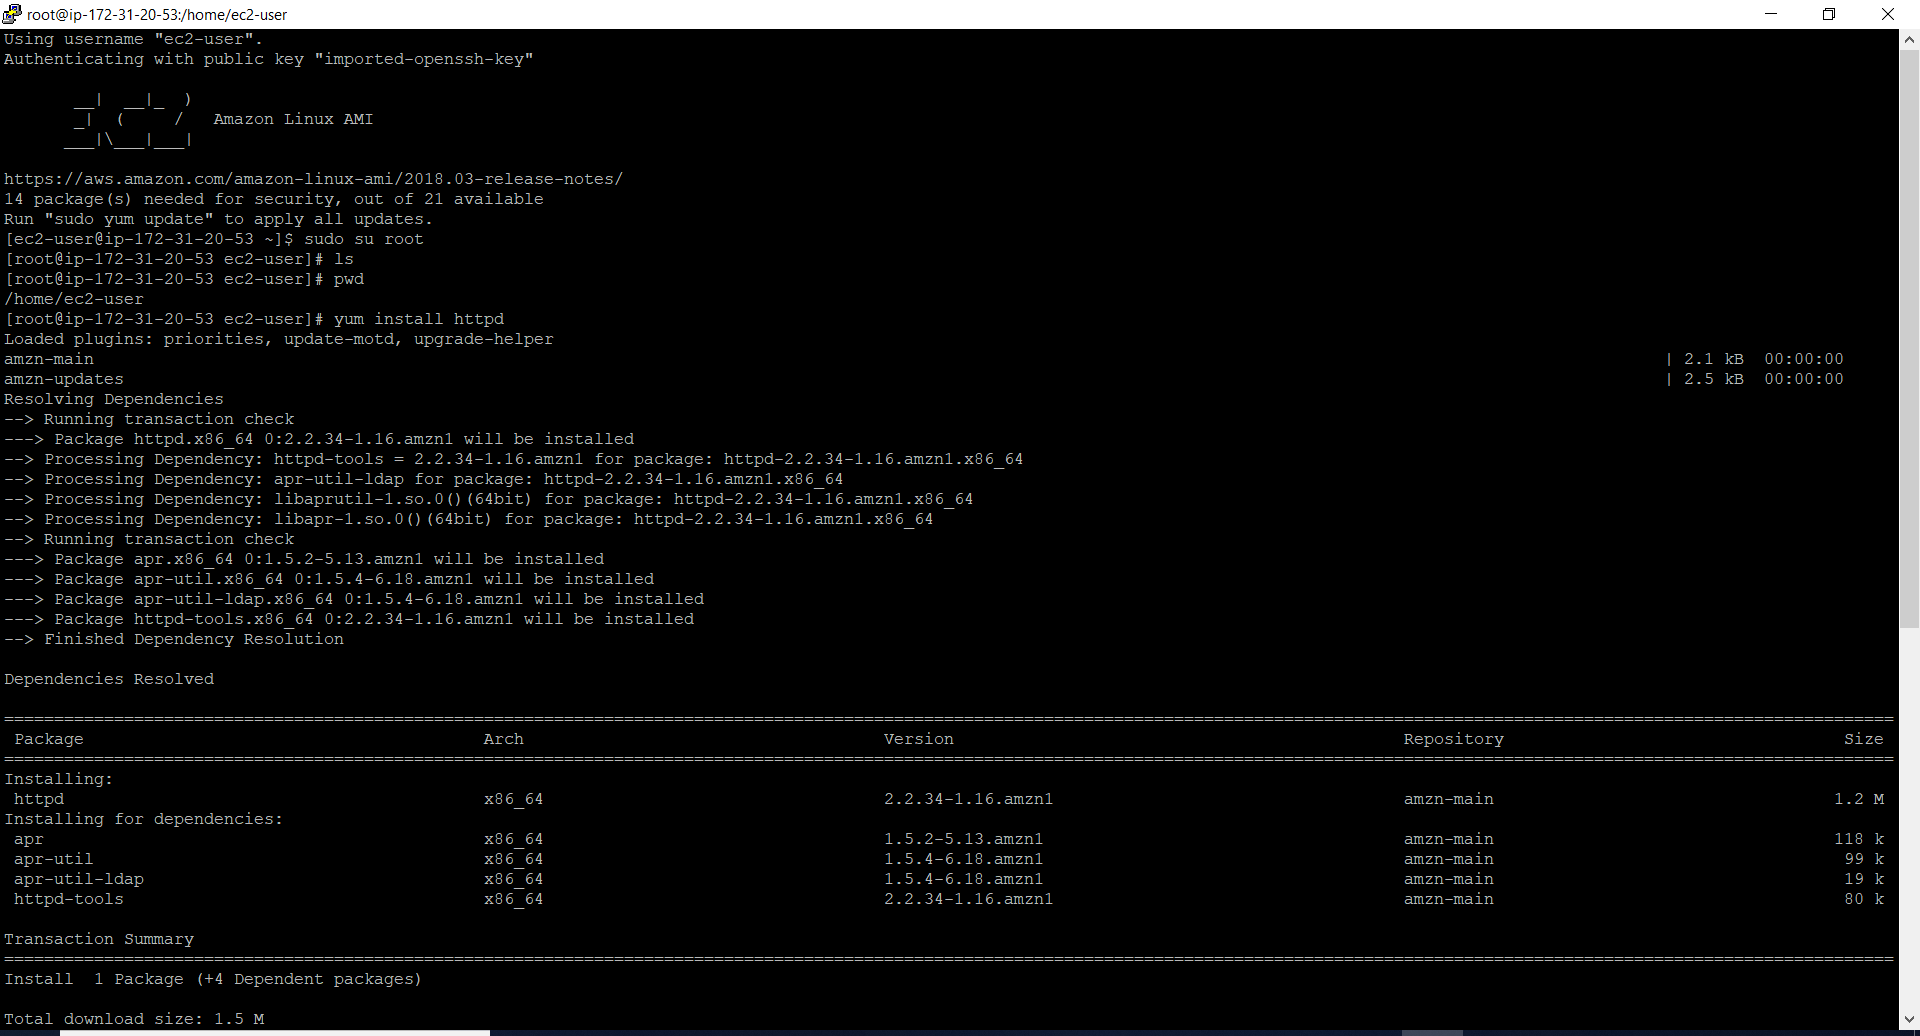 root@ip-172-31-20-53:/home/ec2-user
Using username "ec2-user".
Authenticating with public key "imported-openssh-key"
       __|  __|_  )
       _|  (     /   Amazon Linux AMI
      ___|\___|___|
https://aws.amazon.com/amazon-linux-ami/2018.03-release-notes/
14 package(s) needed for security, out of 21 available
Run "sudo yum update" to apply all updates.
[ec2-user@ip-172-31-20-53 ~]$ sudo su root
[root@ip-172-31-20-53 ec2-user]# ls
[root@ip-172-31-20-53 ec2-user]# pwd
/home/ec2-user
[root@ip-172-31-20-53 ec2-user]# yum install httpd
Loaded plugins: priorities, update-motd, upgrade-helper
amzn-main | 2.1 kB  00:00:00
amzn-updates | 2.5 kB  00:00:00
Resolving Dependencies
--> Running transaction check
---> Package httpd.x86_64 0:2.2.34-1.16.amzn1 will be installed
--> Processing Dependency: httpd-tools = 2.2.34-1.16.amzn1 for package: httpd-2.2.34-1.16.amzn1.x86_64
--> Processing Dependency: apr-util-ldap for package: httpd-2.2.34-1.16.amzn1.x86_64
--> Processing Dependency: libaprutil-1.so.0()(64bit) for package: httpd-2.2.34-1.16.amzn1.x86_64
--> Processing Dependency: libapr-1.so.0()(64bit) for package: httpd-2.2.34-1.16.amzn1.x86_64
--> Running transaction check
---> Package apr.x86_64 0:1.5.2-5.13.amzn1 will be installed
---> Package apr-util.x86_64 0:1.5.4-6.18.amzn1 will be installed
---> Package apr-util-ldap.x86_64 0:1.5.4-6.18.amzn1 will be installed
---> Package httpd-tools.x86_64 0:2.2.34-1.16.amzn1 will be installed
--> Finished Dependency Resolution
Dependencies Resolved
Package Arch Version Repository Size
Installing:
httpd x86_64 2.2.34-1.16.amzn1 amzn-main 1.2 M
Installing for dependencies:
apr x86_64 1.5.2-5.13.amzn1 amzn-main 118 k
apr-util x86_64 1.5.4-6.18.amzn1 amzn-main 99 k
apr-util-ldap x86_64 1.5.4-6.18.amzn1 amzn-main 19 k
httpd-tools x86_64 2.2.34-1.16.amzn1 amzn-main 80 k
Transaction Summary
Install  1 Package (+4 Dependent packages)
Total download size: 1.5 M